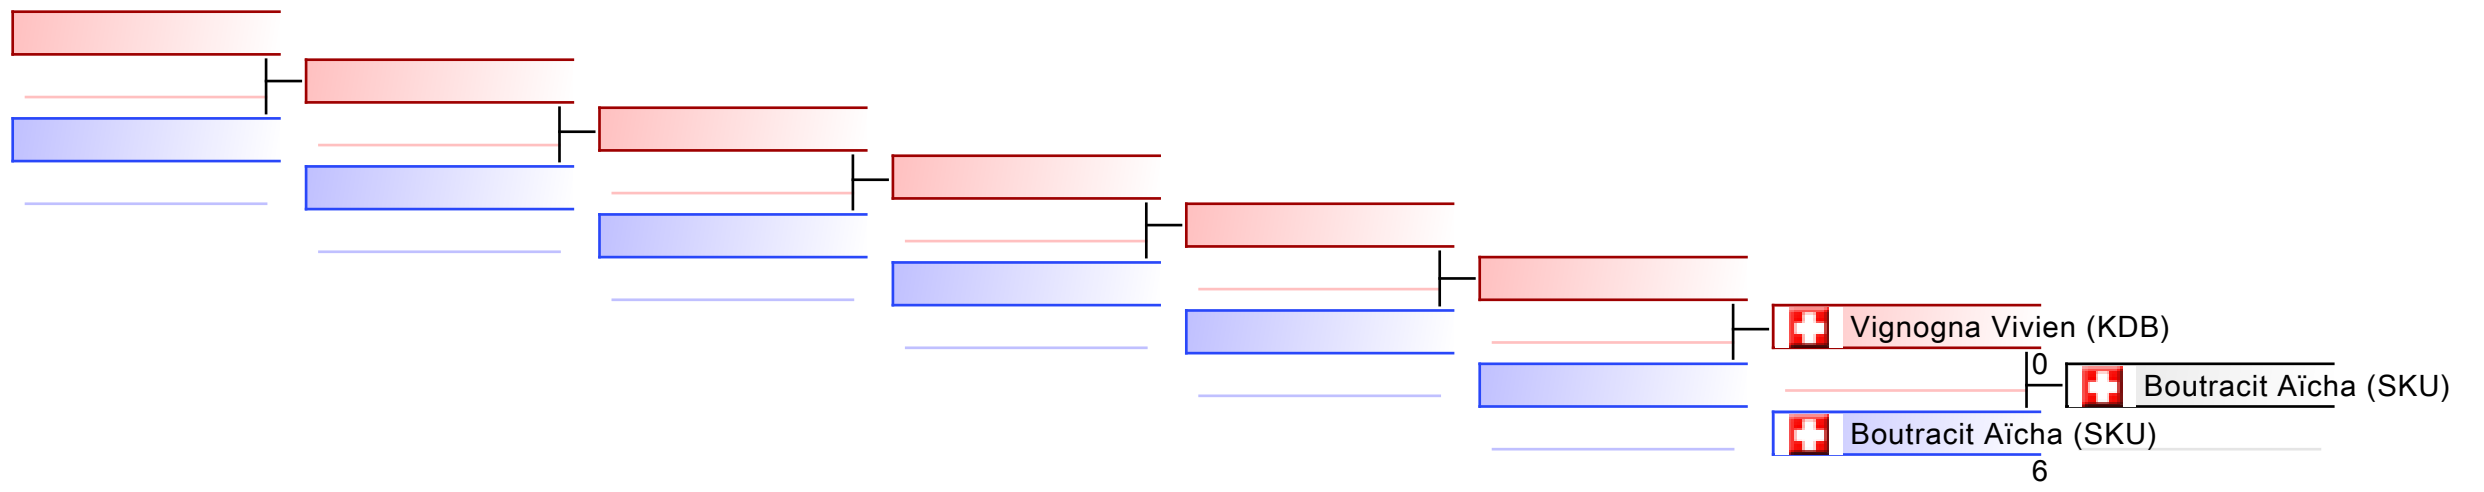 Vignogna Vivien (KDB)
0
Boutracit Aïcha (SKU)
Boutracit Aïcha (SKU)
6